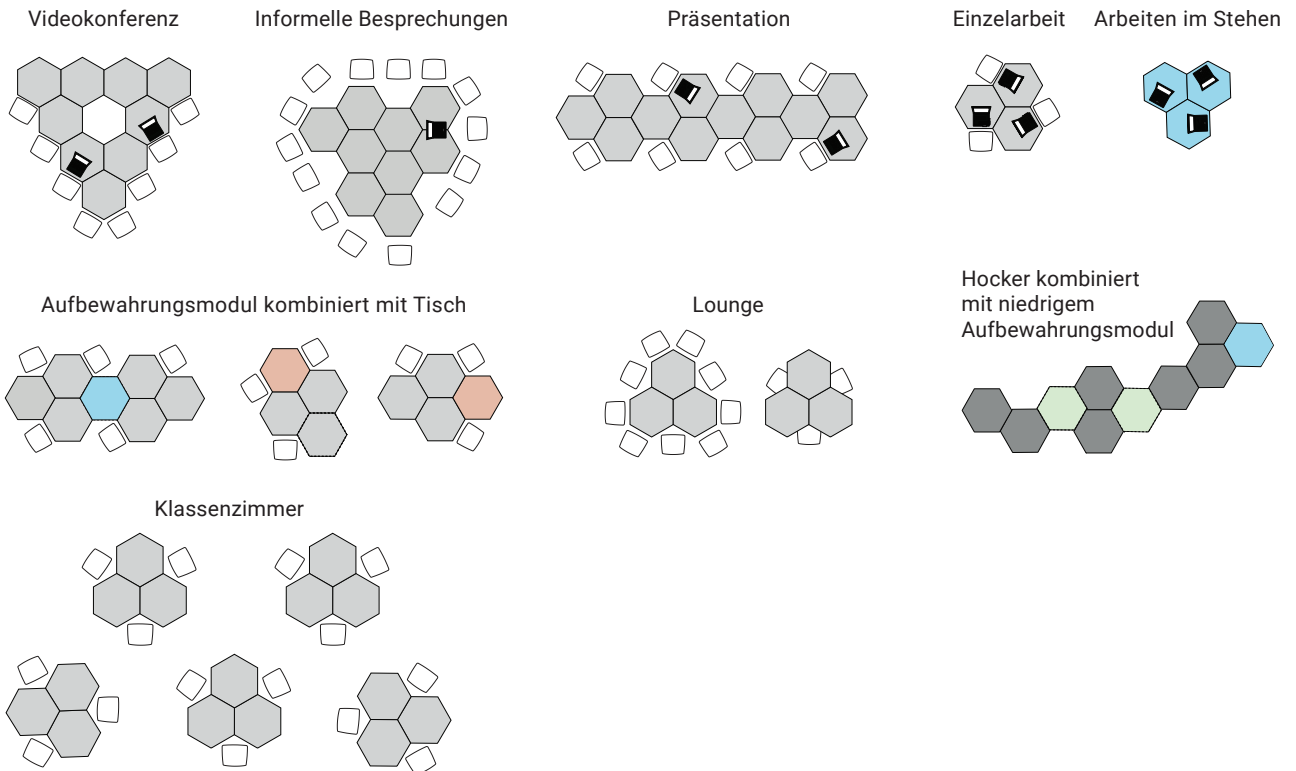 Videokonferenz
Informelle Besprechungen
Präsentation
Einzelarbeit
Arbeiten im Stehen
Aufbewahrungsmodul kombiniert mit Tisch
Lounge
Hocker kombiniert
mit niedrigem
Aufbewahrungsmodul
Klassenzimmer